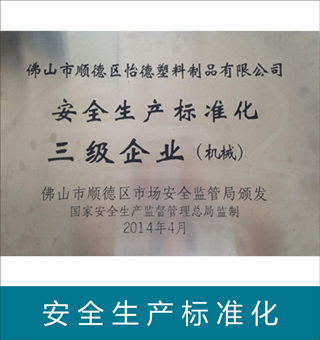 佛山市顺德区怡德塑料制品有限公司
安全生产标准化
三级企业(机械)
佛山市顺德区市场安全监管局颁发
国家安全生产监督管理总局监制
2014年4月
安全生产标准化